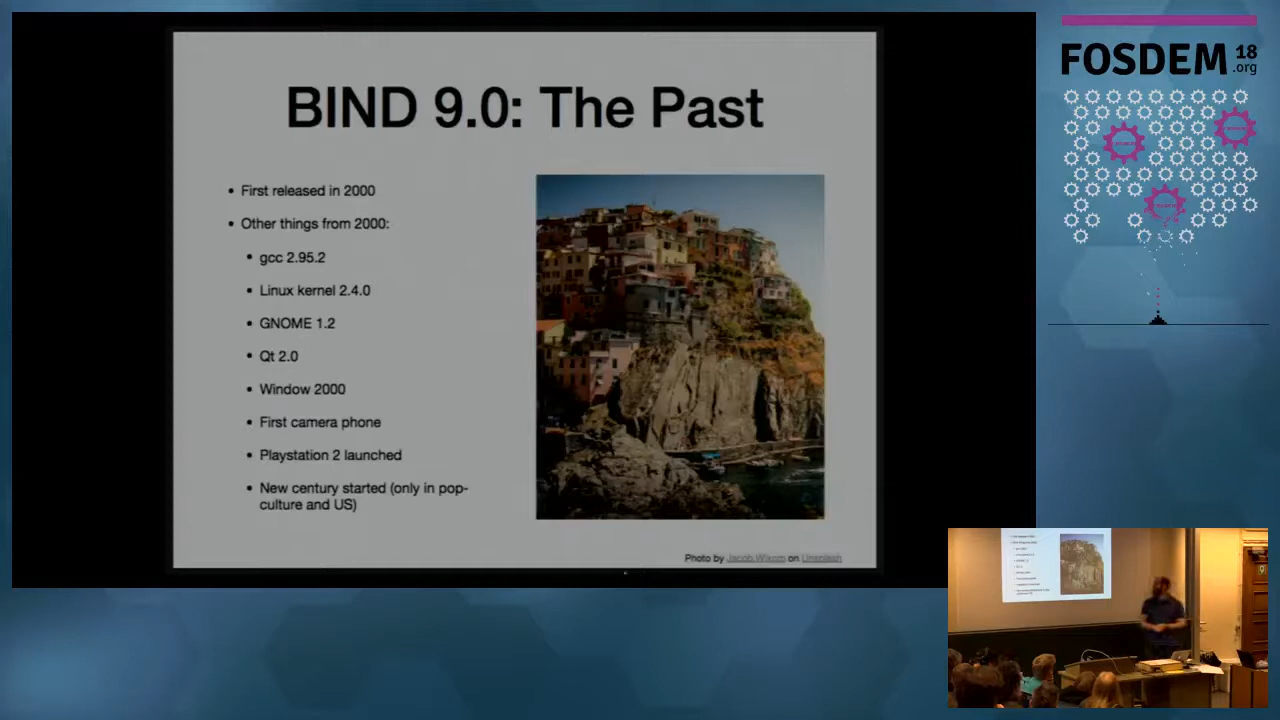 BIND 9.0: The Past
• First released in 2000
• Other things from 2000:
• gcc 2.95.2
• Linux kernel 2.4.0
• GNOME 1.2
• Qt 2.0
• Window 2000
• First camera phone
• Playstation 2 launched
• New century started (only in pop-
culture and US)
Photo by Jacob Wixom on Unsplash
FOSDEM 18
.org